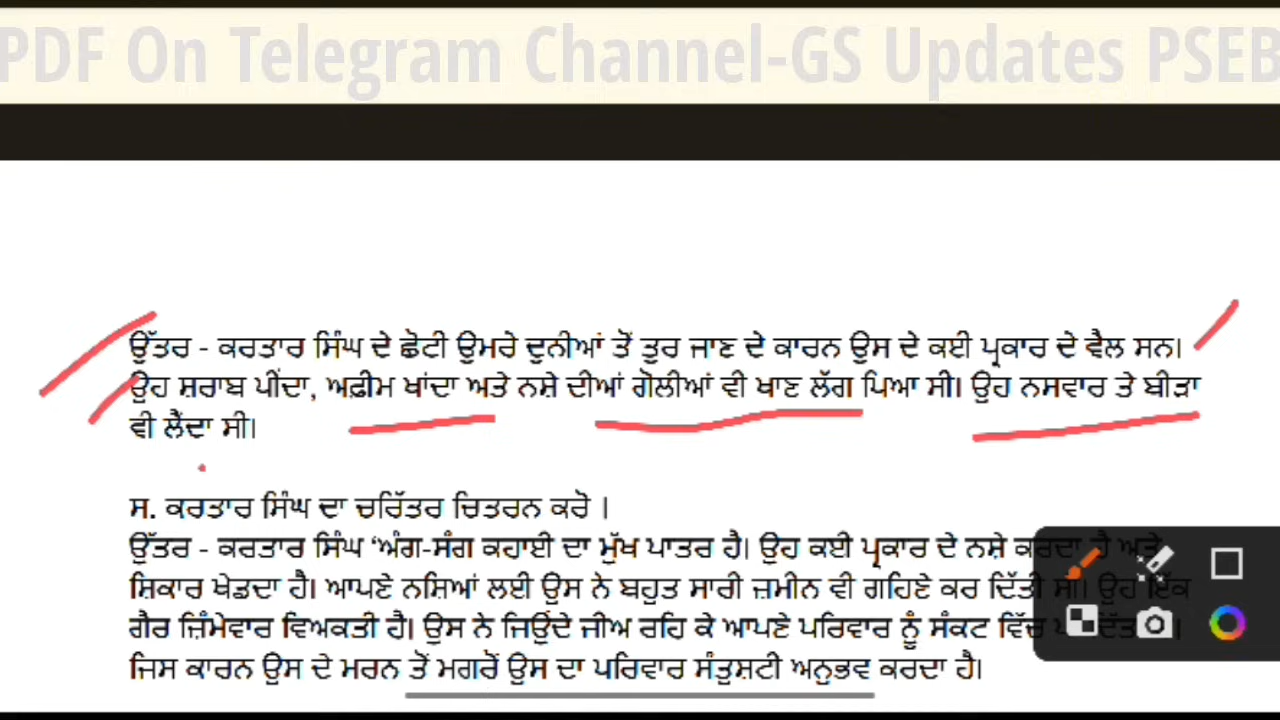 PDF On Telegram Channel-GS Updates PSEB
ਉੱਤਰ - ਕਰਤਾਰ ਸਿੰਘ ਦੇ ਛੋਟੀ ਉਮਰੇ ਦੁਨੀਆਂ ਤੋਂ ਤੁਰ ਜਾਣ ਦੇ ਕਾਰਨ ਉਸ ਦੇ ਕਈ ਪ੍ਰਕਾਰ ਦੇ ਵੈਲ ਸਨ।
ਉਹ ਸ਼ਰਾਬ ਪੀਂਦਾ, ਅਫ਼ੀਮ ਖਾਂਦਾ ਅਤੇ ਨਸ਼ੇ ਦੀਆਂ ਗੋਲੀਆਂ ਵੀ ਖਾਣ ਲੱਗ ਪਿਆ ਸੀ। ਉਹ ਨਸਵਾਰ ਤੇ ਬੀੜਾ
ਵੀ ਲੈਂਦਾ ਸੀ।
ਸ. ਕਰਤਾਰ ਸਿੰਘ ਦਾ ਚਰਿੱਤਰ ਚਿਤਰਨ ਕਰੋ ।
ਉੱਤਰ - ਕਰਤਾਰ ਸਿੰਘ ‘ਅੰਗ-ਸੰਗ ਕਹਾਣੀ ਦਾ ਮੁੱਖ ਪਾਤਰ ਹੈ। ਉਹ ਕਈ ਪ੍ਰਕਾਰ ਦੇ ਨਸ਼ੇ ਕਰਦਾ ਹੈ ਅਤੇ
ਸ਼ਿਕਾਰ ਖੇਡਦਾ ਹੈ। ਆਪਣੇ ਨਸ਼ਿਆਂ ਲਈ ਉਸ ਨੇ ਬਹੁਤ ਸਾਰੀ ਜ਼ਮੀਨ ਵੀ ਗਹਿਣੇ ਕਰ ਦਿੱਤੀ ਸੀ। ਉਹ ਇੱਕ
ਗੈਰ ਜ਼ਿੰਮੇਵਾਰ ਵਿਅਕਤੀ ਹੈ। ਉਸ ਨੇ ਜਿਉਂਦੇ ਜੀਅ ਰਹਿ ਕੇ ਆਪਣੇ ਪਰਿਵਾਰ ਨੂੰ ਸੰਕਟ ਵਿੱਚ
ਜਿਸ ਕਾਰਨ ਉਸ ਦੇ ਮਰਨ ਤੋਂ ਮਗਰੋਂ ਉਸ ਦਾ ਪਰਿਵਾਰ ਸੰਤੁਸ਼ਟੀ ਅਨੁਭਵ ਕਰਦਾ ਹੈ।